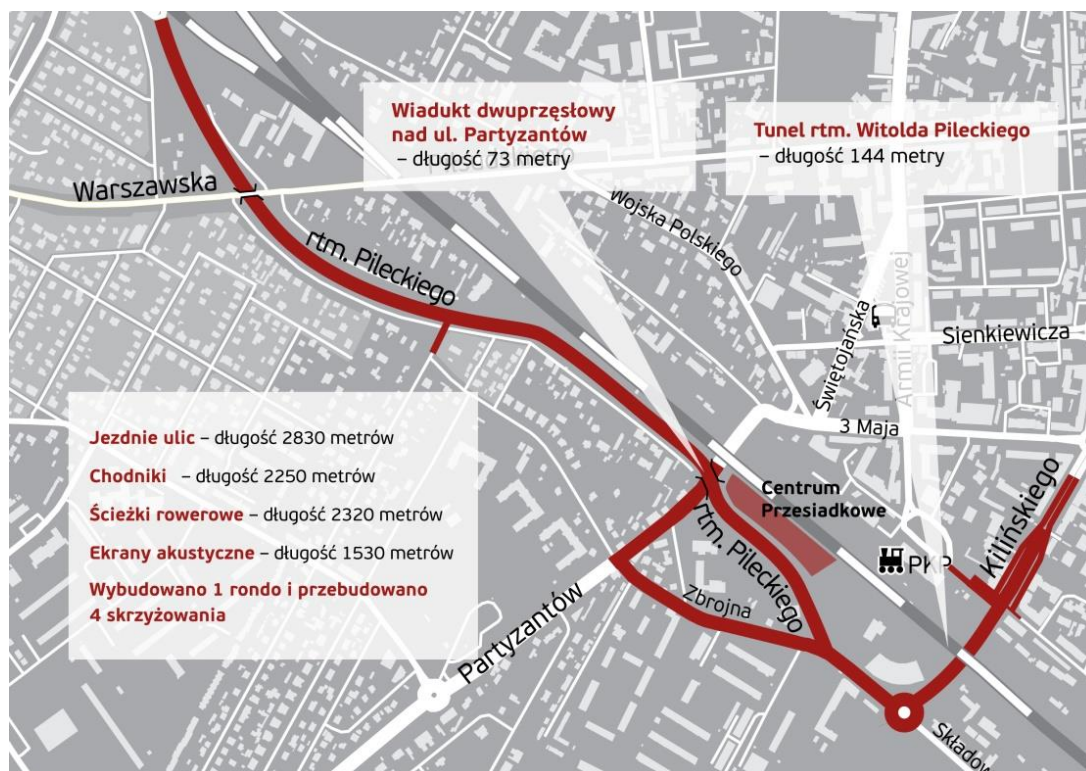 Wiadukt dwuprzęsłowy
nad ul. Partyzantów
– długość 73 metry
Tunel rtm. Witolda Pileckiego
– długość 144 metry
Warszawska
rtm. Pileckiego
Wojska Polskiego
Armii Krajowej
Świętojańska
Sienkiewicza
3 Maja
Jezdnie ulic – długość 2830 metrów
Chodniki – długość 2250 metrów
Ścieżki rowerowe – długość 2320 metrów
Ekrany akustyczne – długość 1530 metrów
Wybudowano 1 rondo i przebudowano
4 skrzyżowania
Centrum
Przesiadkowe
rtm. Pileckiego
PKP
Kilińskiego
Zbrojna
Partyzantów
Składow